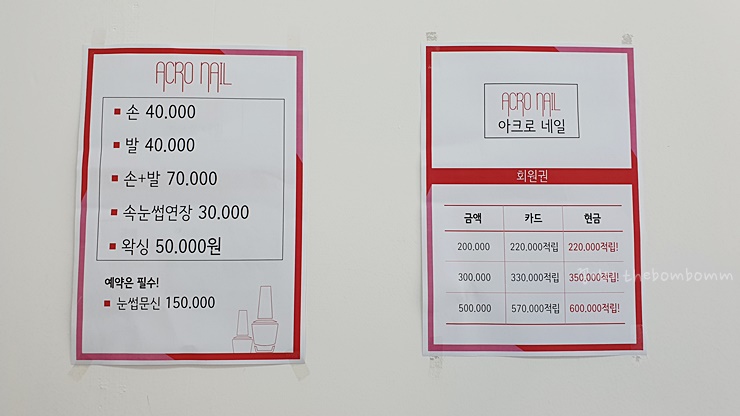 ACRO NAIL
손 40.000
발 40.000
손+발 70.000
속눈썹연장 30.000
왁싱 50.000원
예약은 필수!
눈썹문신 150.000
ACRO NAIL
아크로 네일
회원권
금액 카드 현금
200,000 220,000적립 220,000적립!
300,000 330,000적립 350,000적립!
500,000 570,000적립 600,000적립!
thebombomm